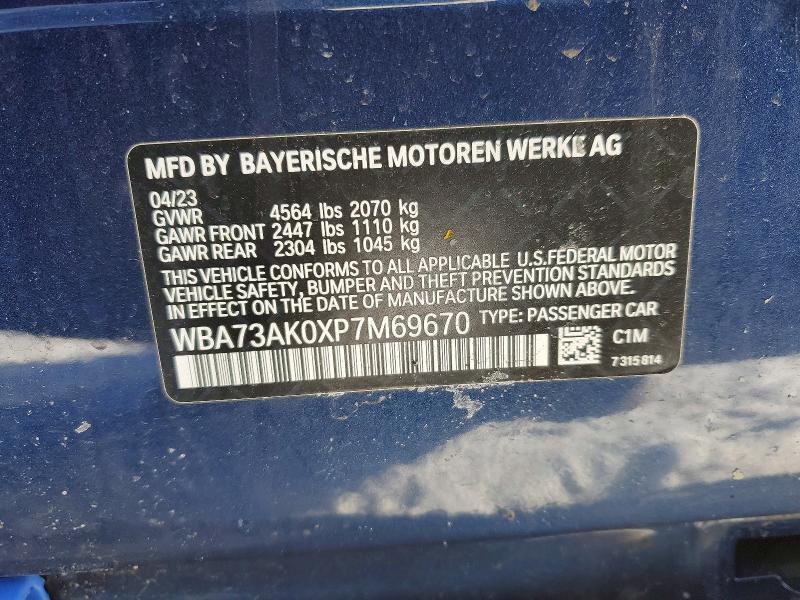 MFD BY BAYERISCHE MOTOREN WERKE AG
04/23
GVWR 4564 lbs 2070 kg
GAWR FRONT 2447 lbs 1110 kg
GAWR REAR 2304 lbs 1045 kg
THIS VEHICLE CONFORMS TO ALL APPLICABLE U.S.FEDERAL MOTOR
VEHICLE SAFETY, BUMPER AND THEFT PREVENTION STANDARDS
IN EFFECT ON THE DATE OF MANUFACTURE SHOWN ABOVE.
WBA73AK0XP7M69670 TYPE: PASSENGER CAR
C1M
7315814